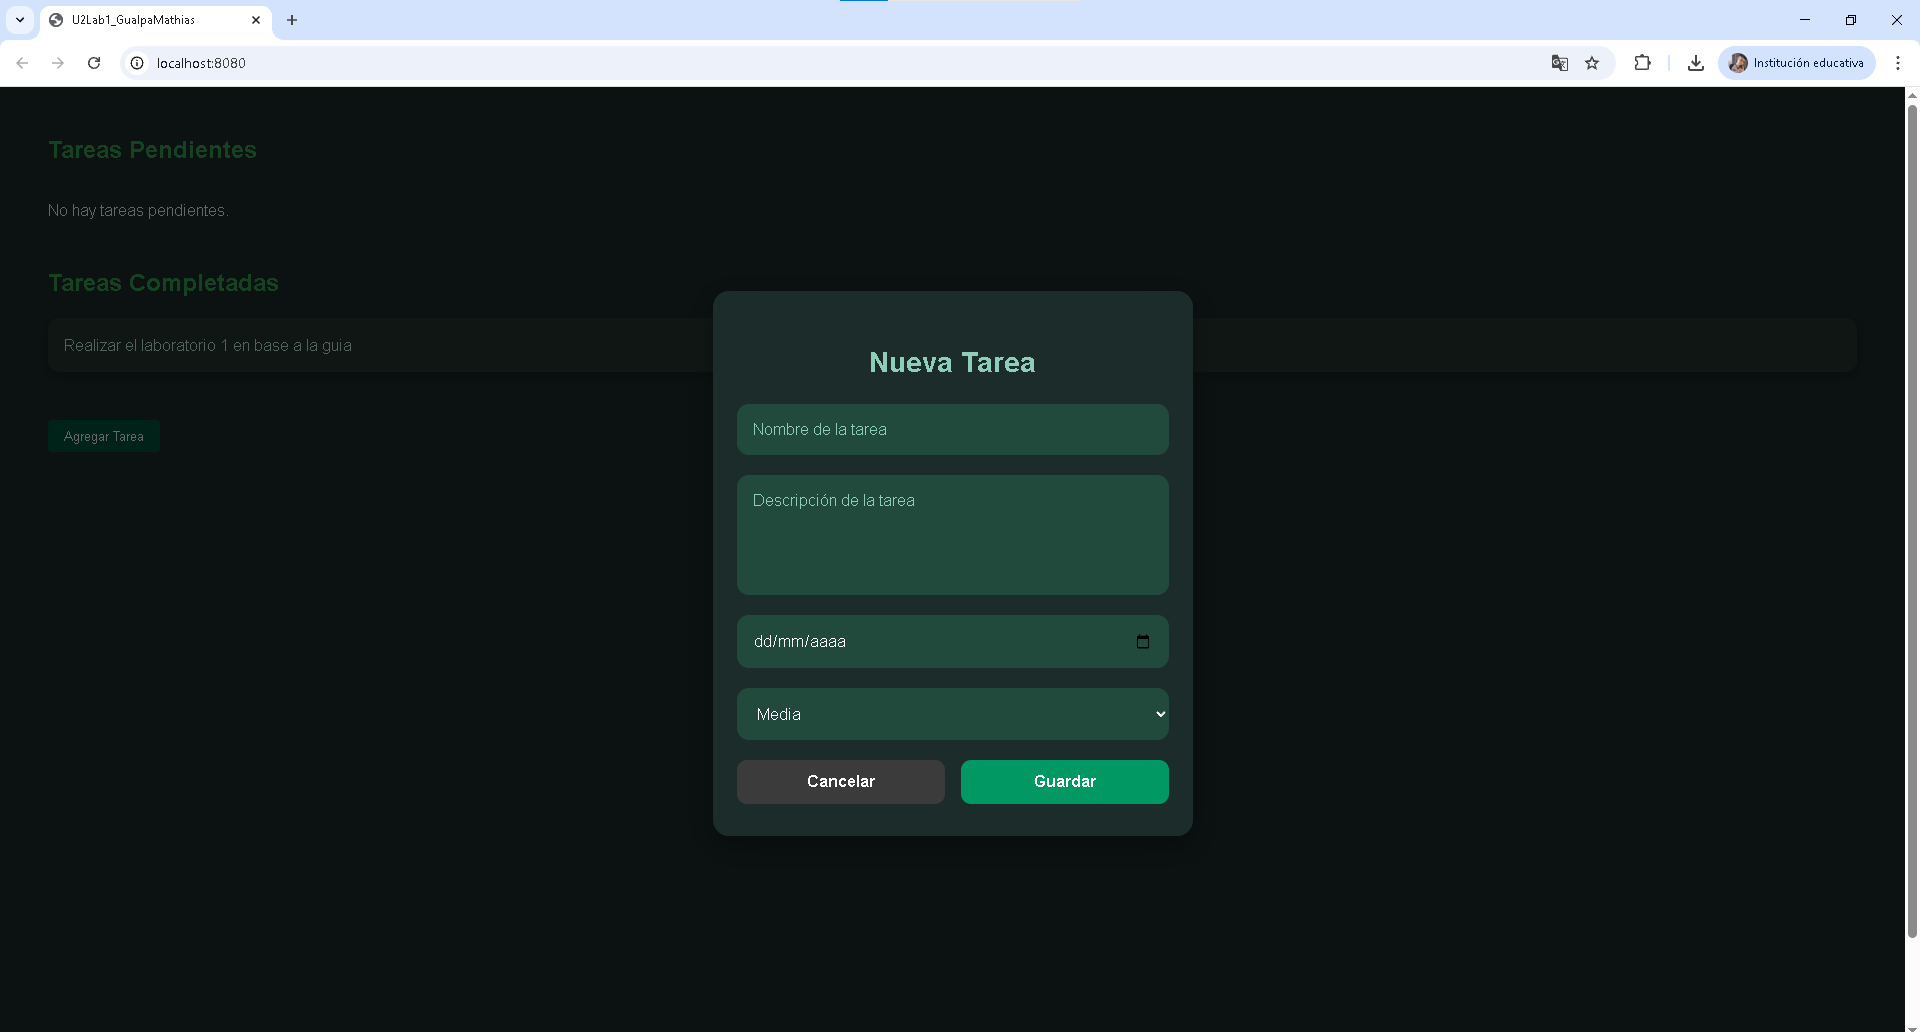 U2Lab1_GualpaMathias
localhost:8080
Institución educativa
Tareas Pendientes
No hay tareas pendientes.
Tareas Completadas
Realizar el laboratorio 1 en base a la guia
Agregar Tarea
Nueva Tarea
Nombre de la tarea
Descripción de la tarea
dd/mm/aaaa
Media
Cancelar Guardar